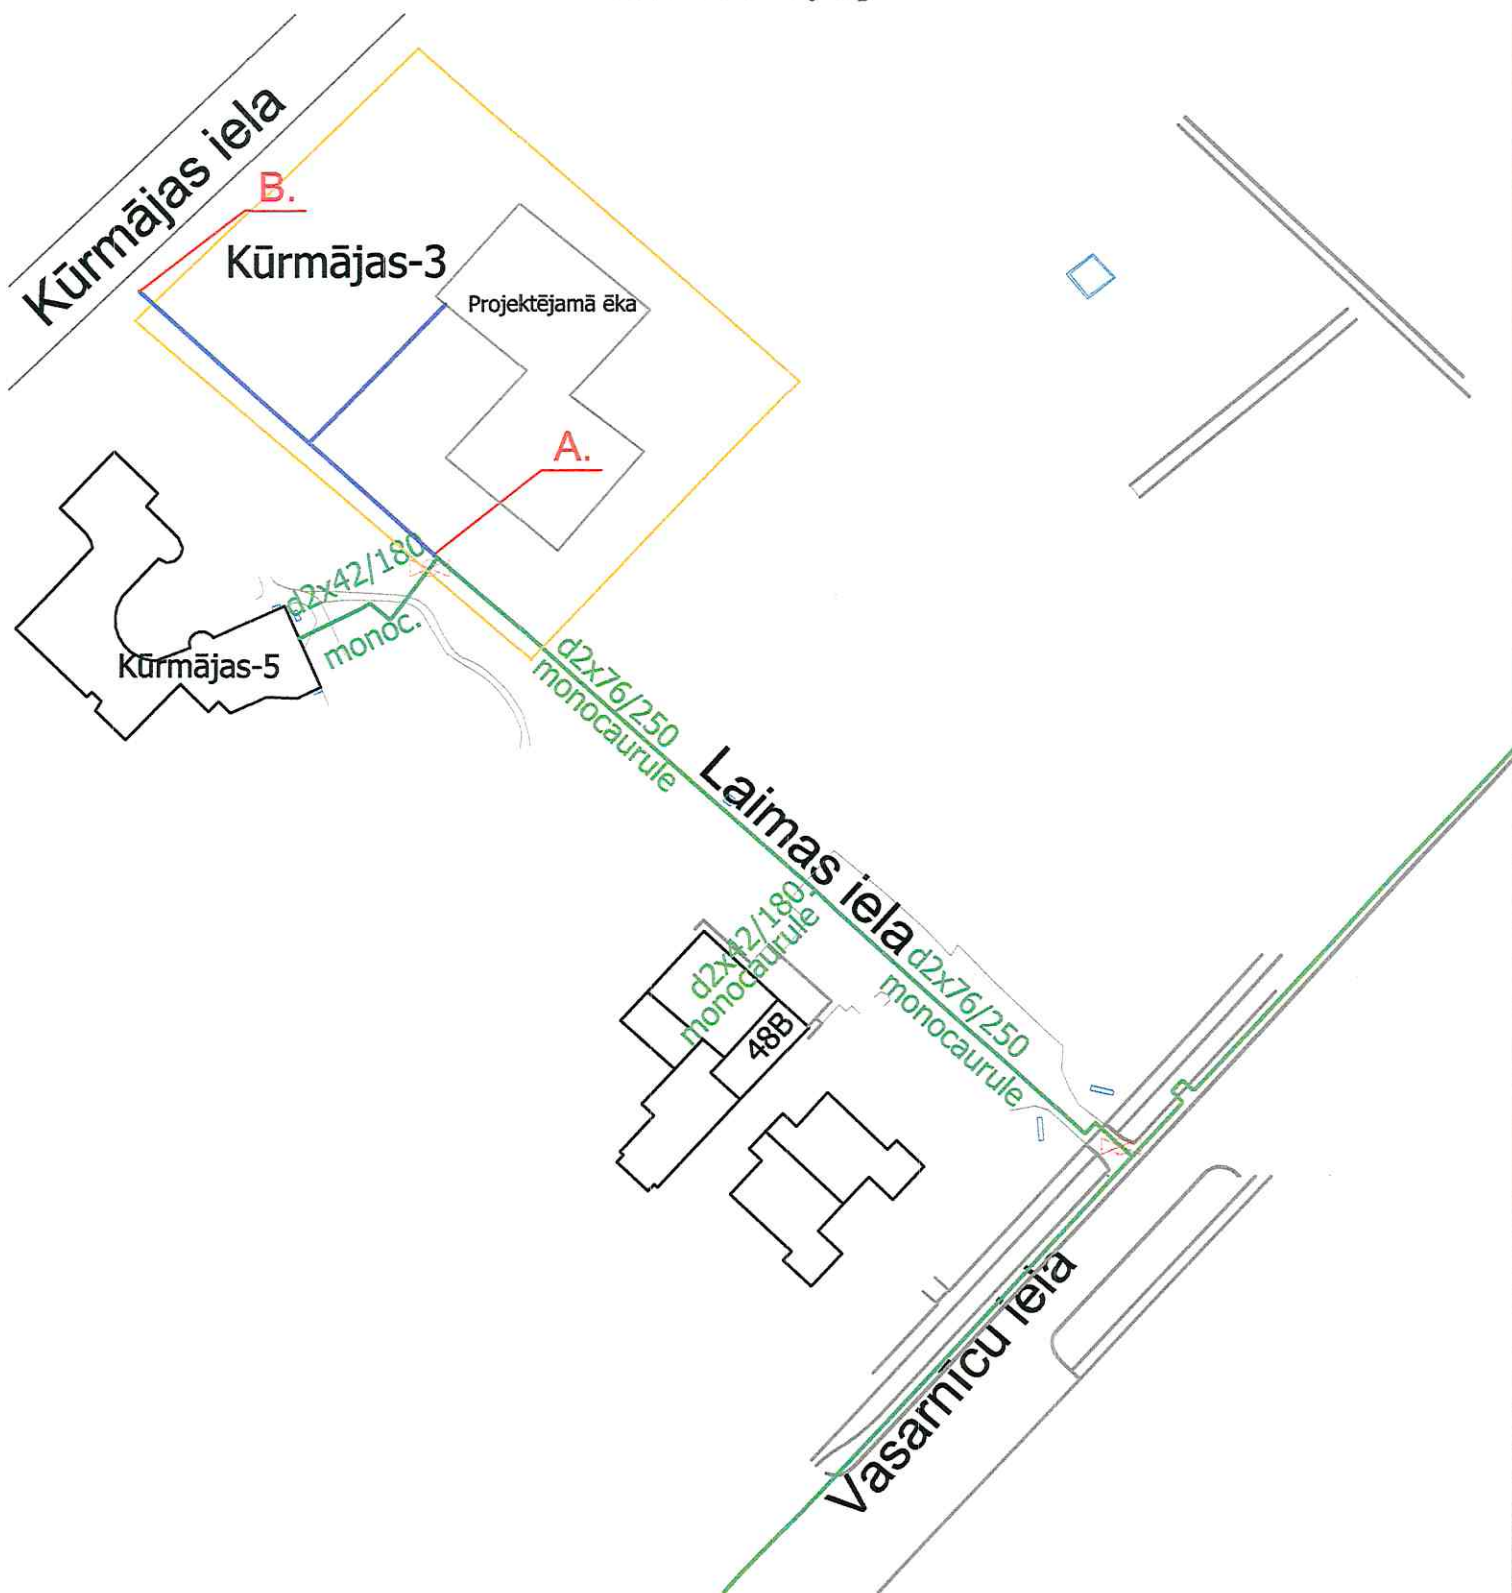 Kūrmājas iela
B.
Kūrmājas-3
Projektējamā ēka
A.
d2x42/180
monoc.
Kūrmājas-5
d2x76/250
monocaurule
Laimas iela
d2x42/180
monocaurule
48B
d2x76/250
monocaurule
Vasarnīcu iela